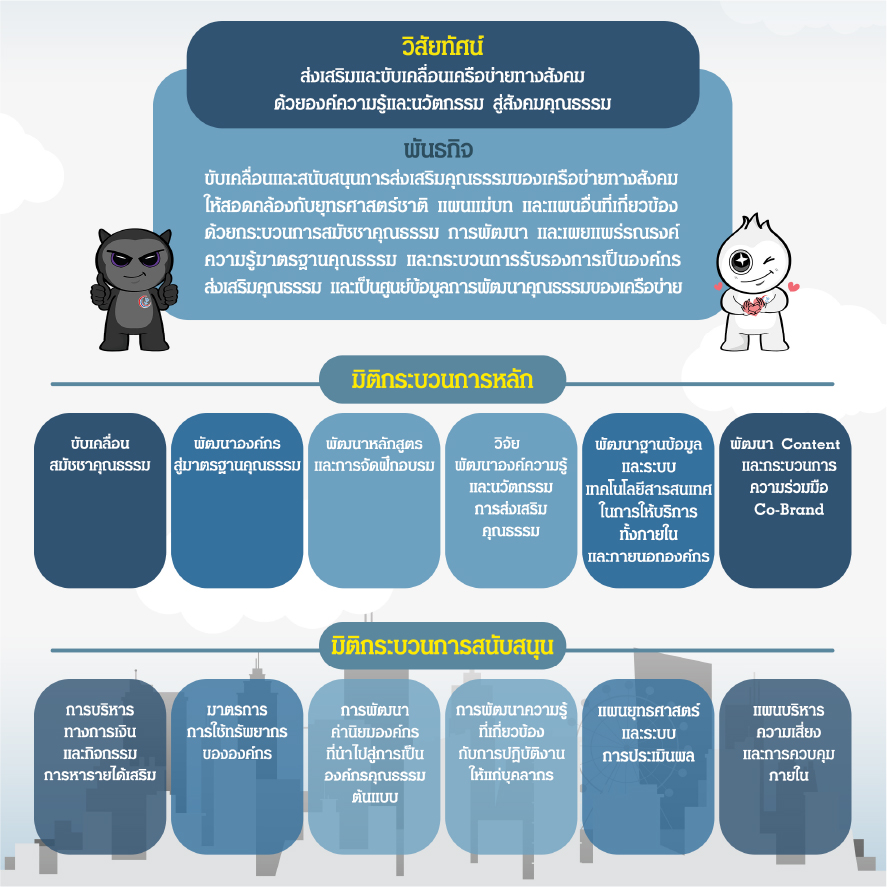 วิสัยทัศน์
ส่งเสริมและขับเคลื่อนเครือข่ายทางสังคม
ด้วยองค์ความรู้และนวัตกรรม สู่สังคมคุณธรรม
พันธกิจ
ขับเคลื่อนและสนับสนุนการส่งเสริมคุณธรรมของเครือข่ายทางสังคม
ให้สอดคล้องกับยุทธศาสตร์ชาติ แผนแม่บท และแผนอื่นที่เกี่ยวข้อง
ด้วยกระบวนการสมัชชาคุณธรรม การพัฒนา และเผยแพร่รณรงค์
ความรู้มาตรฐานคุณธรรม และกระบวนการรับรองการเป็นองค์กร
ส่งเสริมคุณธรรม และเป็นศูนย์ข้อมูลการพัฒนาคุณธรรมของเครือข่าย
มิติกระบวนการหลัก
ขับเคลื่อน
สมัชชาคุณธรรม
พัฒนาองค์กร
สู่มาตรฐานคุณธรรม
พัฒนาหลักสูตร
และการจัดฝึกอบรม
วิจัย
พัฒนาองค์ความรู้
และนวัตกรรม
การส่งเสริม
คุณธรรม
พัฒนาฐานข้อมูล
และระบบ
เทคโนโลยีสารสนเทศ
ในการให้บริการ
ทั้งภายใน
และภายนอกองค์กร
พัฒนา Content
และกระบวนการ
ความร่วมมือ
Co-Brand
มิติกระบวนการสนับสนุน
การบริหาร
ทางการเงิน
และกิจกรรม
การหารายได้เสริม
มาตรการ
การใช้ทรัพยากร
ขององค์กร
การพัฒนา
ค่านิยมองค์กร
ที่นำไปสู่การเป็น
องค์กรคุณธรรม
ต้นแบบ
การพัฒนาความรู้
ที่เกี่ยวข้อง
กับการปฏิบัติงาน
ให้แก่บุคลากร
แผนยุทธศาสตร์
และระบบ
การประเมินผล
แผนบริหาร
ความเสี่ยง
และการควบคุม
ภายใน